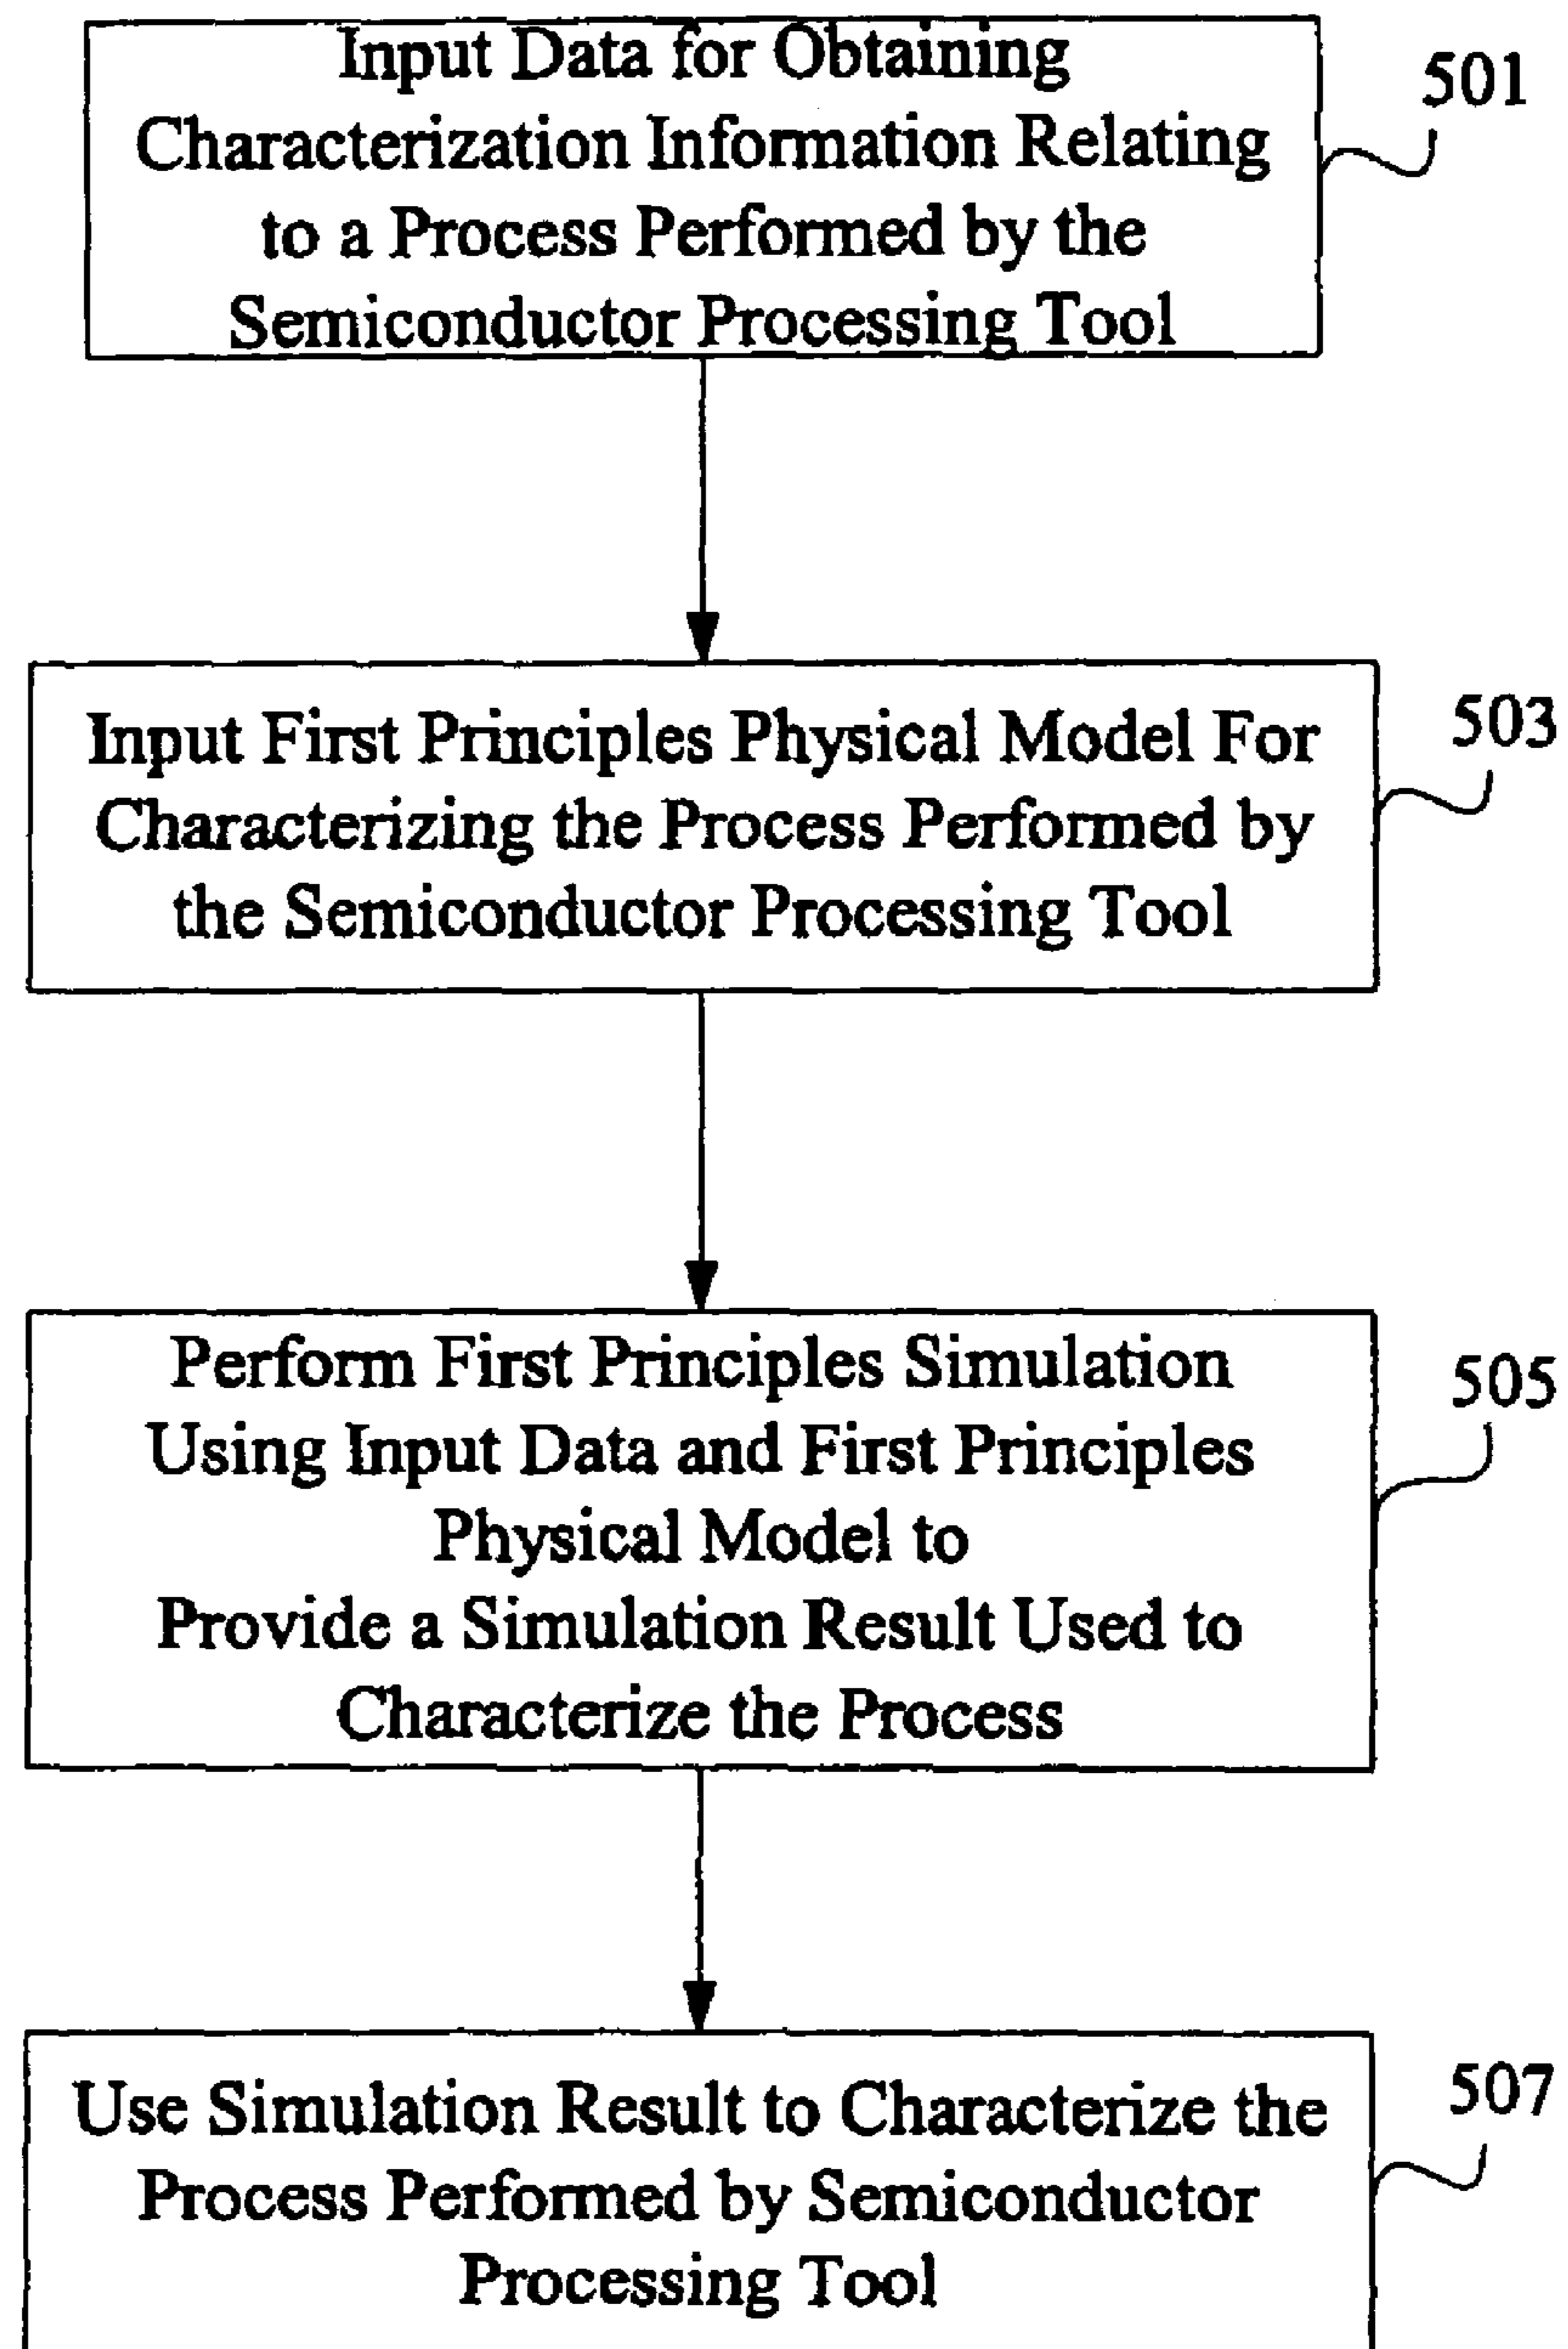 Input Data for Obtaining
Characterization Information Relating
to a Process Performed by the
Semiconductor Processing Tool
501
Input First Principles Physical Model For
Characterizing the Process Performed by
the Semiconductor Processing Tool
503
Perform First Principles Simulation
Using Input Data and First Principles
Physical Model to
Provide a Simulation Result Used to
Characterize the Process
505
Use Simulation Result to Characterize the
Process Performed by Semiconductor
Processing Tool
507